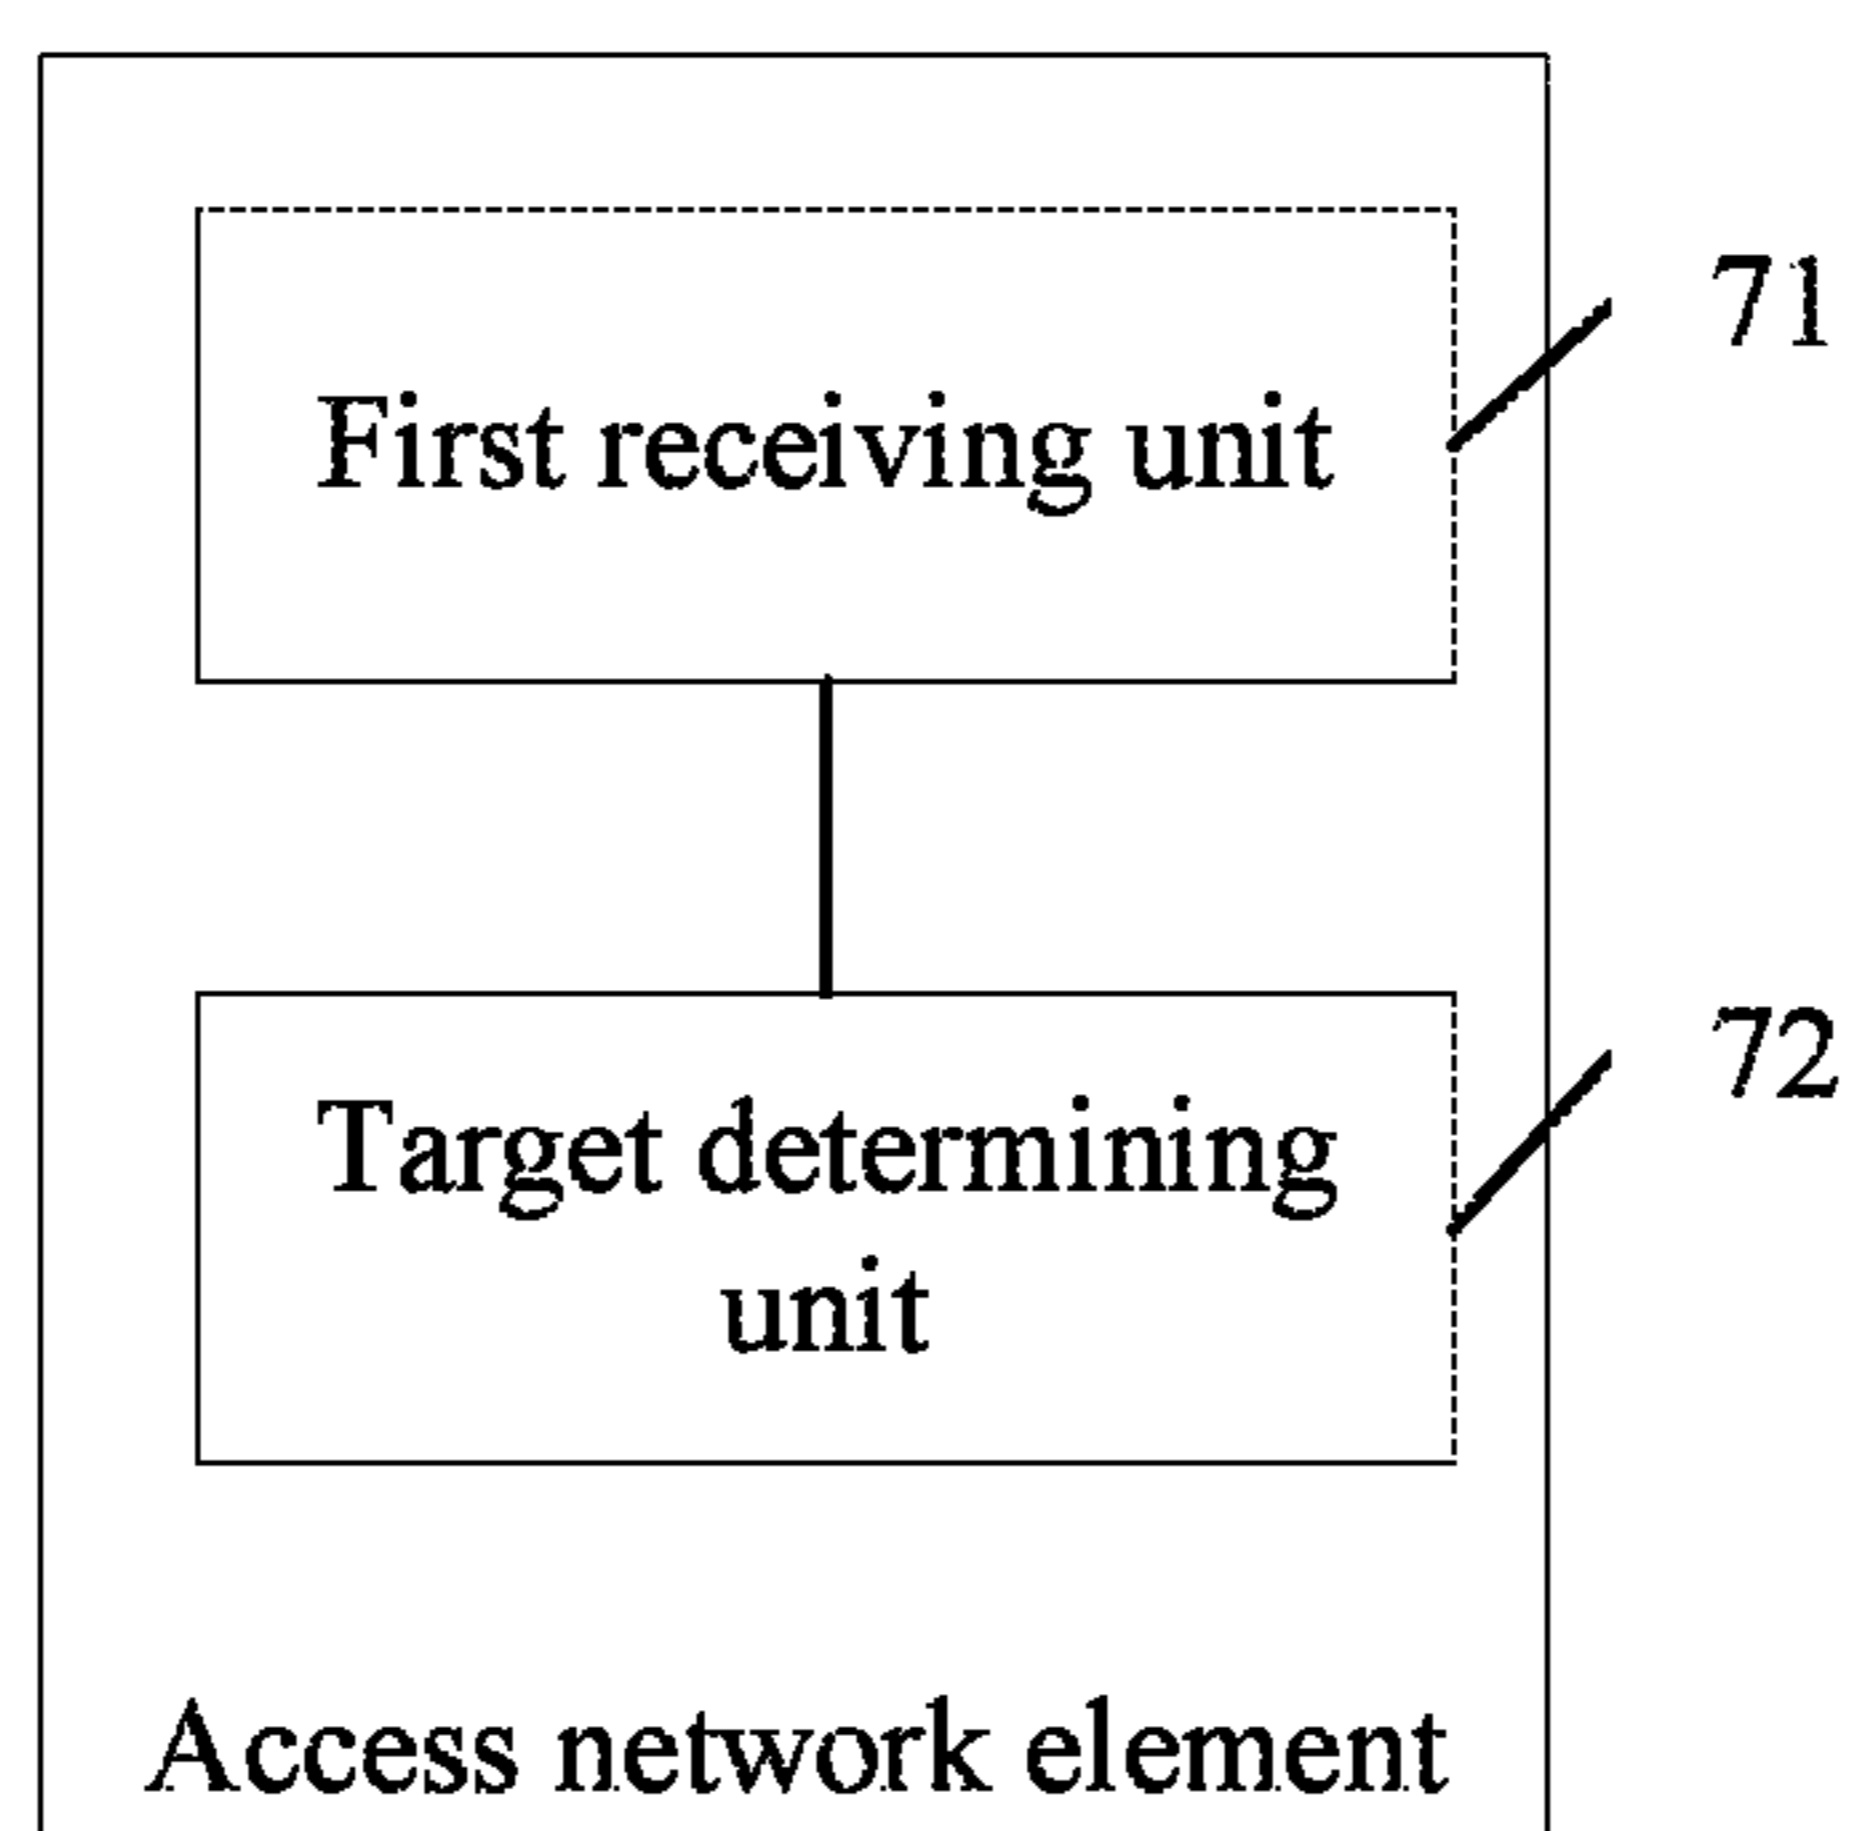 71
First receiving unit
72
Target determining
unit
Access network element